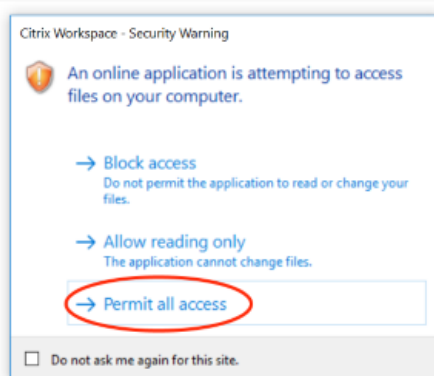 Citrix Workspace - Security Warning
An online application is attempting to access
files on your computer.
Block access
Do not permit the application to read or change your
files.
Allow reading only
The application cannot change files.
Permit all access
Do not ask me again for this site.